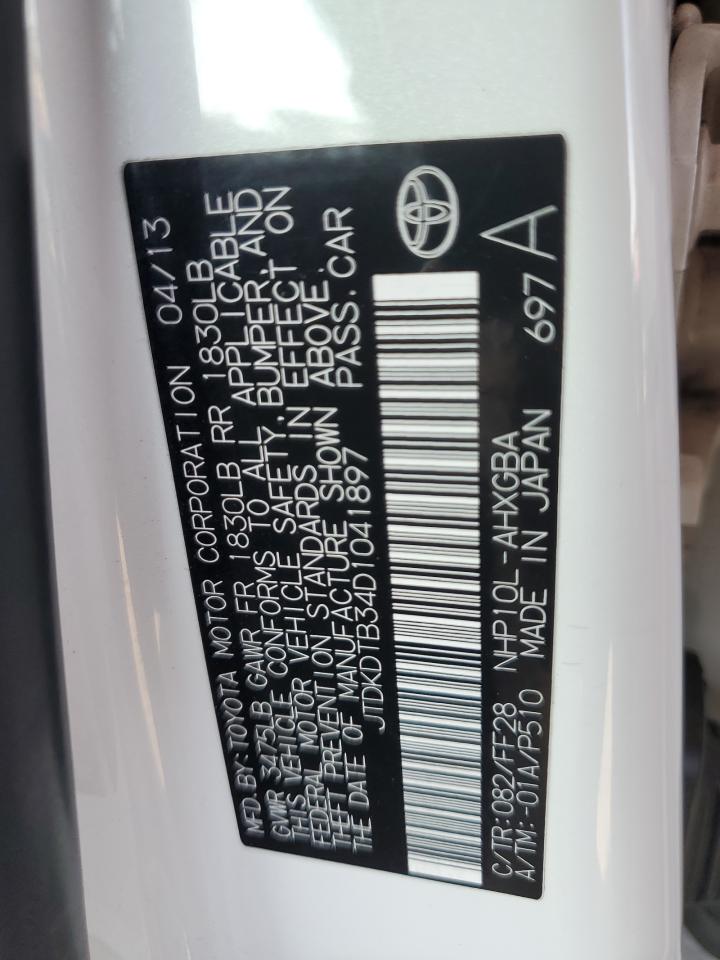 MFD.BY:TOYOTA MOTOR CORPORATION 04/13
GVWR 3475LB GAWR FR 1830LB RR 1830LB
THIS VEHICLE CONFORMS TO ALL APPLICABLE
FEDERAL MOTOR VEHICLE SAFETY,BUMPER,AND
THEFT PREVENTION STANDARDS IN EFFECT ON
THE DATE OF MANUFACTURE SHOWN ABOVE.
JTDKDTB34D1041897 PASS.CAR
C/TR:082/FF28 NHP10L-AHXGBA
A/TM:-01A/P510 MADE IN JAPAN 697 A